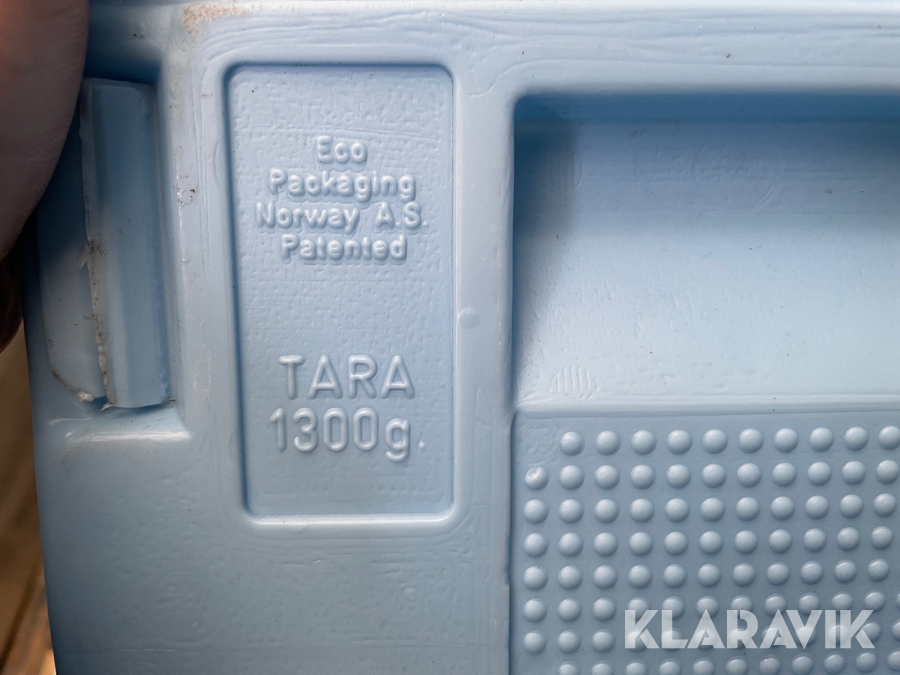 Eco
Packaging
Norway A.S.
Patented
TARA
1300g.
KLARAVIK